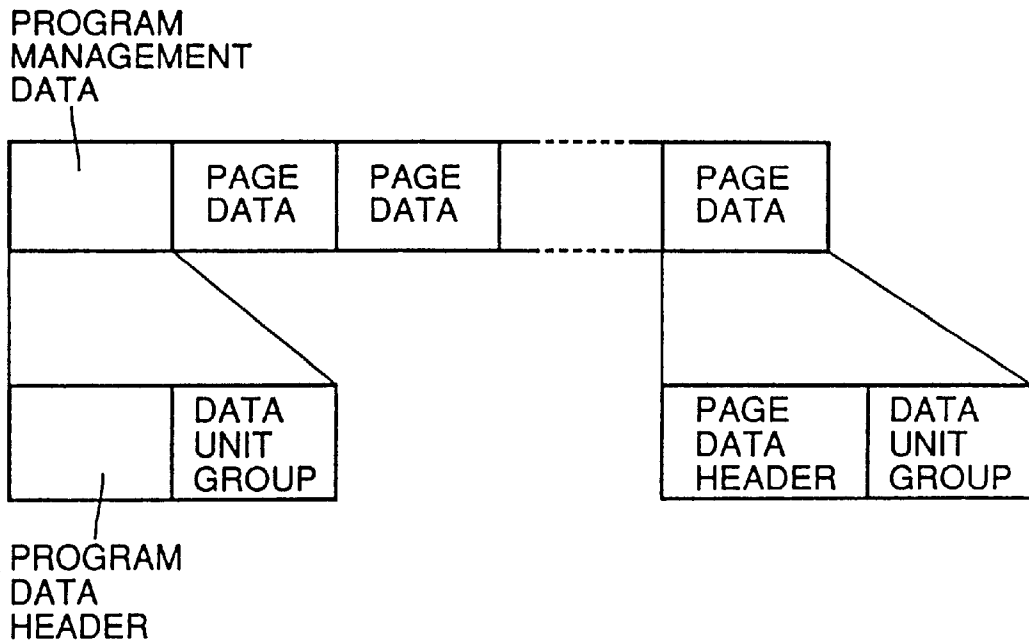 PROGRAM
MANAGEMENT
DATA
PAGE
DATA
PAGE
DATA
PAGE
DATA
DATA
UNIT
GROUP
PAGE
DATA
HEADER
DATA
UNIT
GROUP
PROGRAM
DATA
HEADER